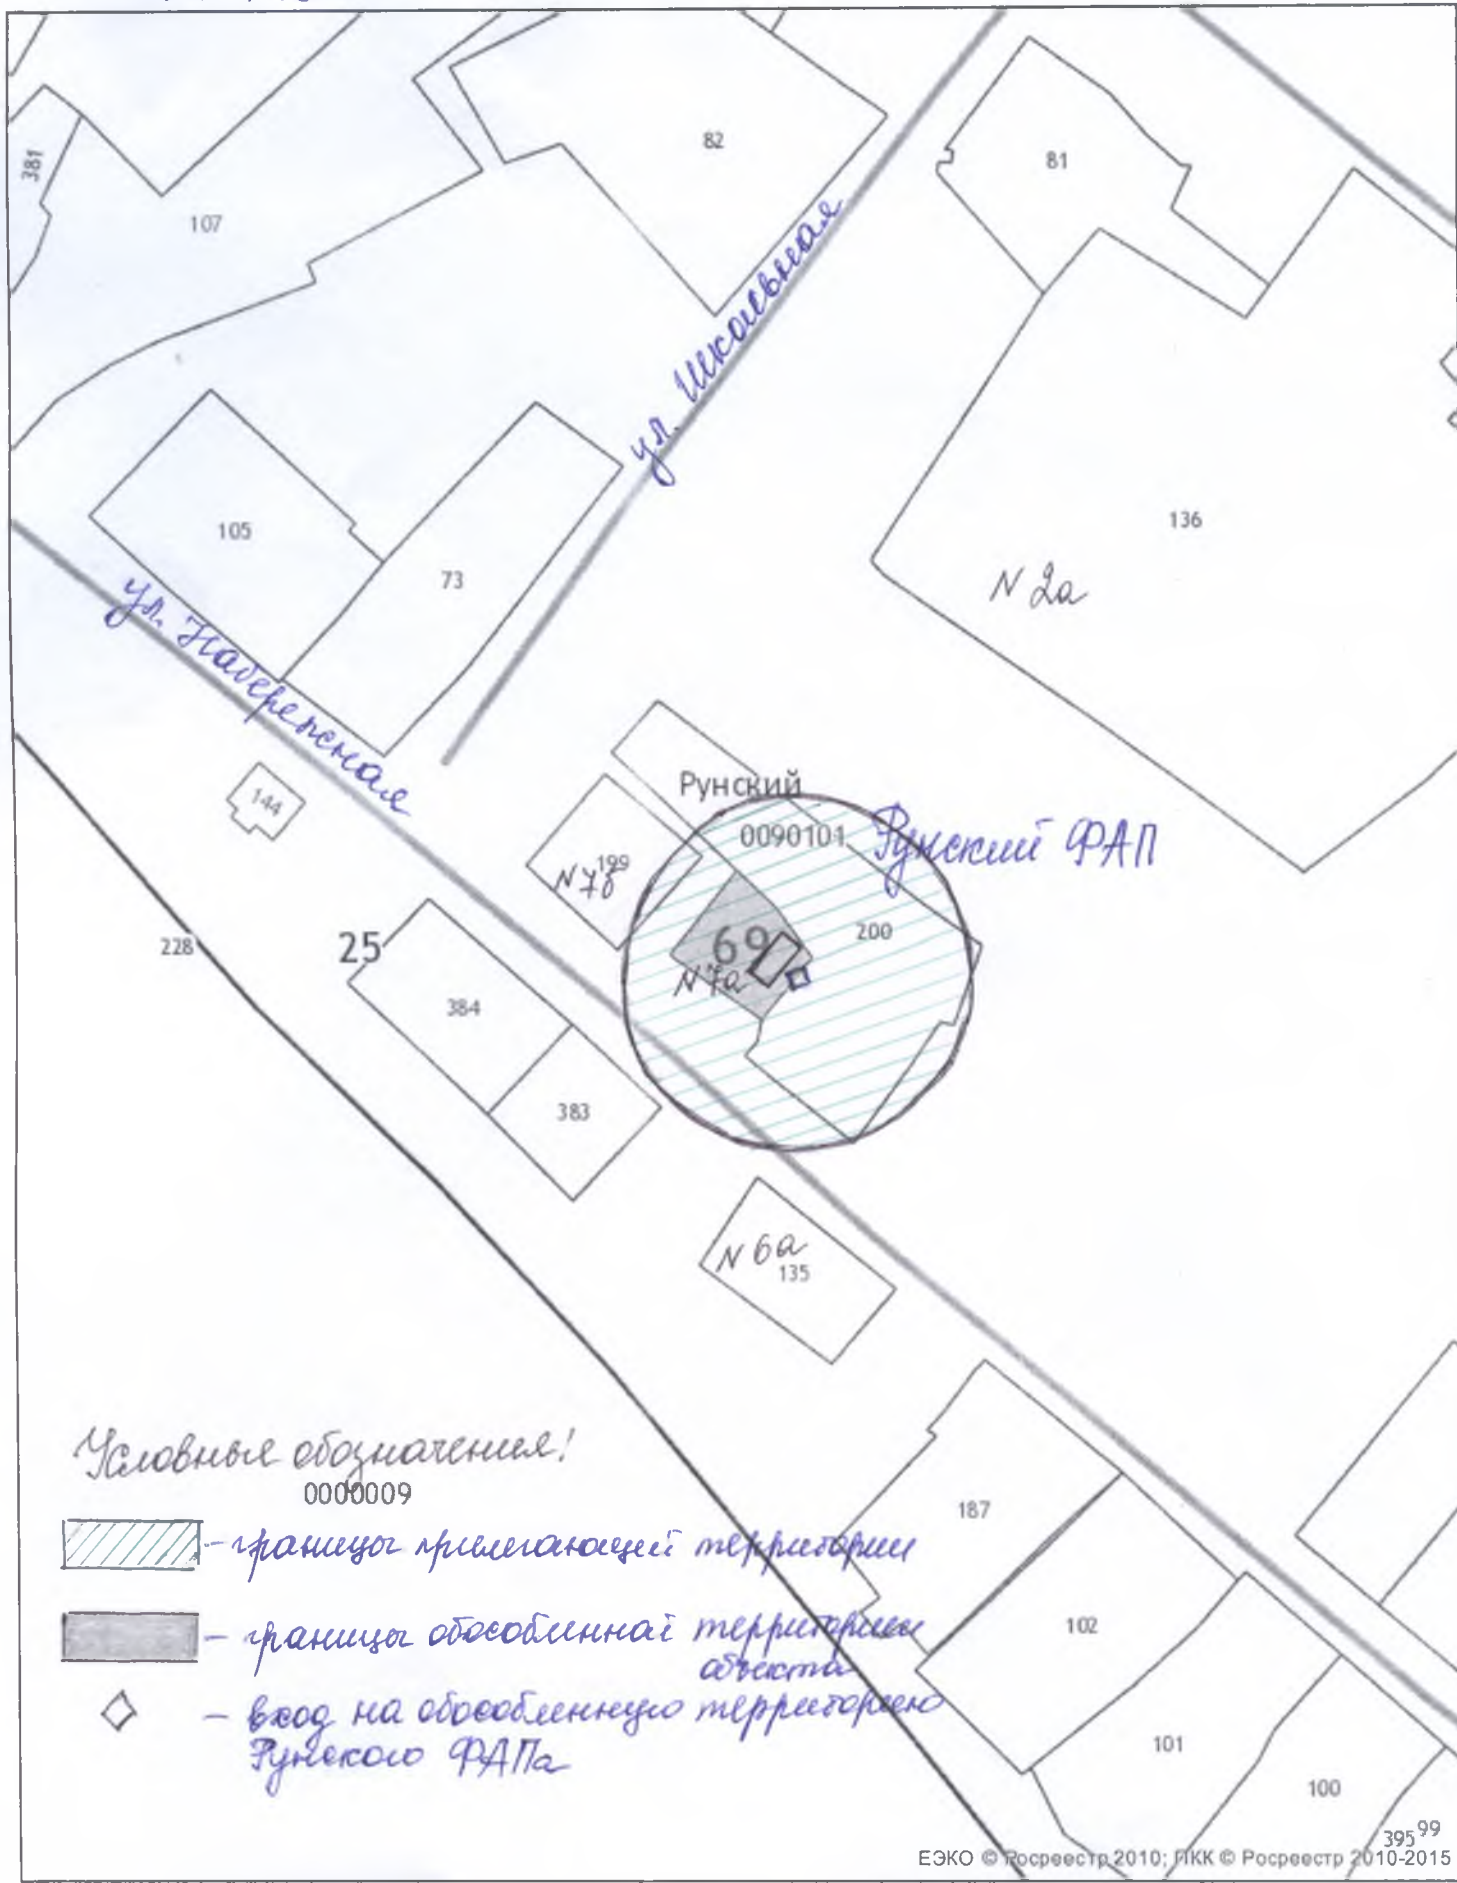 82
81
381
107
ул. Школьная
105
73
136
N 2а
ул. Набережная
144
Рунский
0090101
Рунский ФАП
199
N 7б
228
25
69
200
N 7а
384
383
N 6а
135
Условные обозначения!
0000009
- границы прилегающей территории
187
- границы обособленной территории
объекта
102
- вход на обособленную территорию
Рунского ФАПа
101
100
395
99
ЕЭКО © Росреестр 2010; ПКК © Росреестр 2010-2015